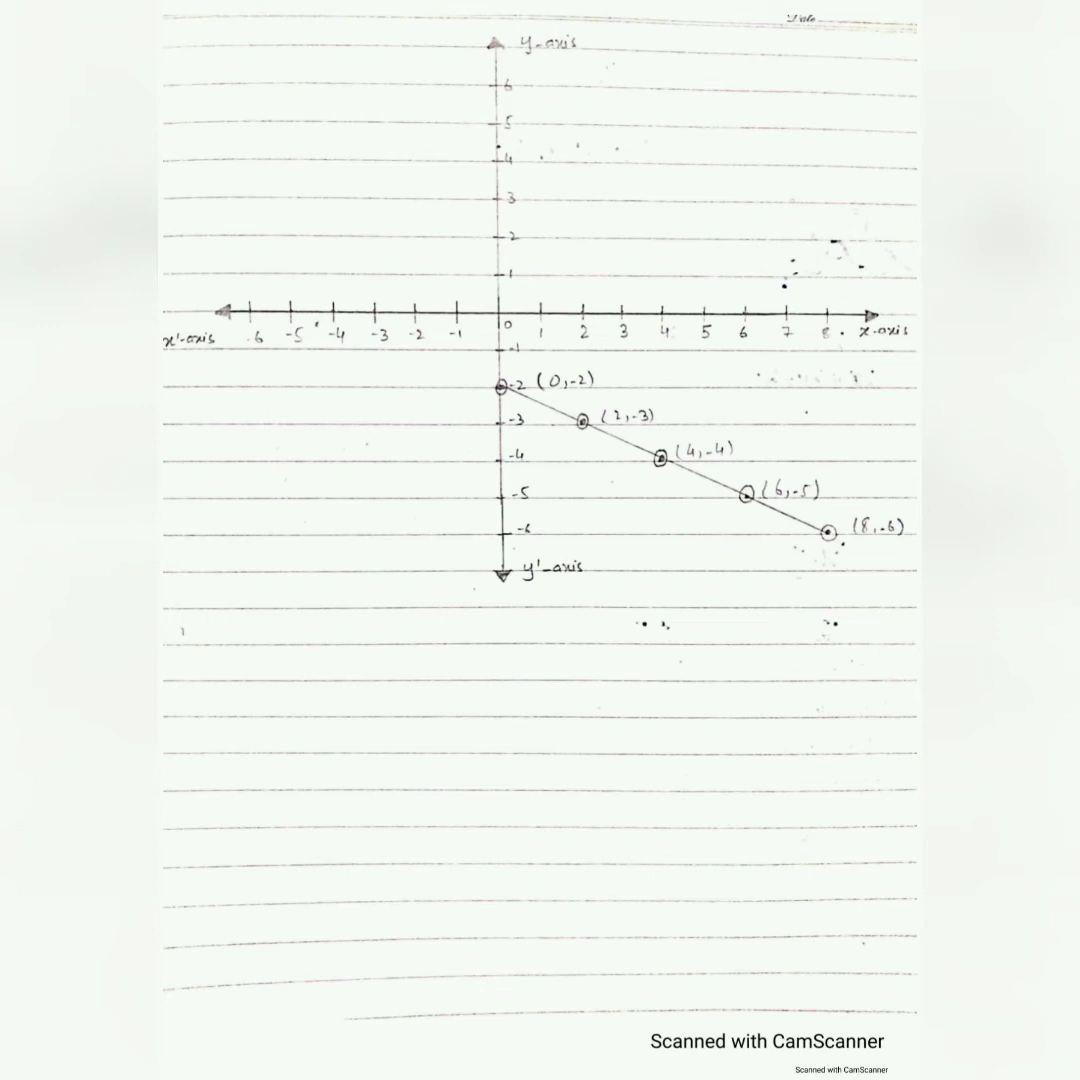 Date
y-axis
6
5
4
3
2
1
x'-axis 6 -5 -4 -3 -2 -1 0 1 2 3 4 5 6 7 8 x-axis
-1
-2 (0,-2)
-3 (2,-3)
-4 (4,-4)
-5 (6,-5)
-6 (8,-6)
y'-axis
Scanned with CamScanner
Scanned with CamScanner